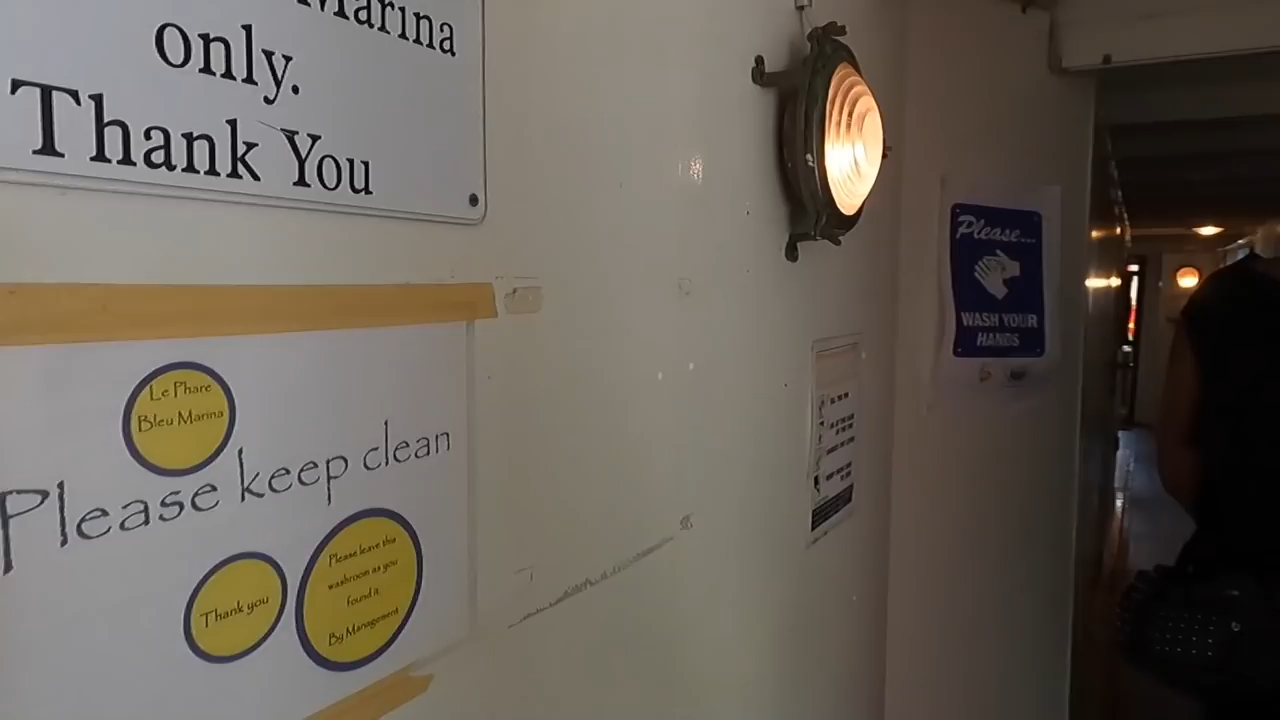 Marina
only.
Thank You
Le Phare
Bleu Marina
Please keep clean
Thank you
Please leave this
washroom as you
found it
By Management
Please...
WASH YOUR
HANDS